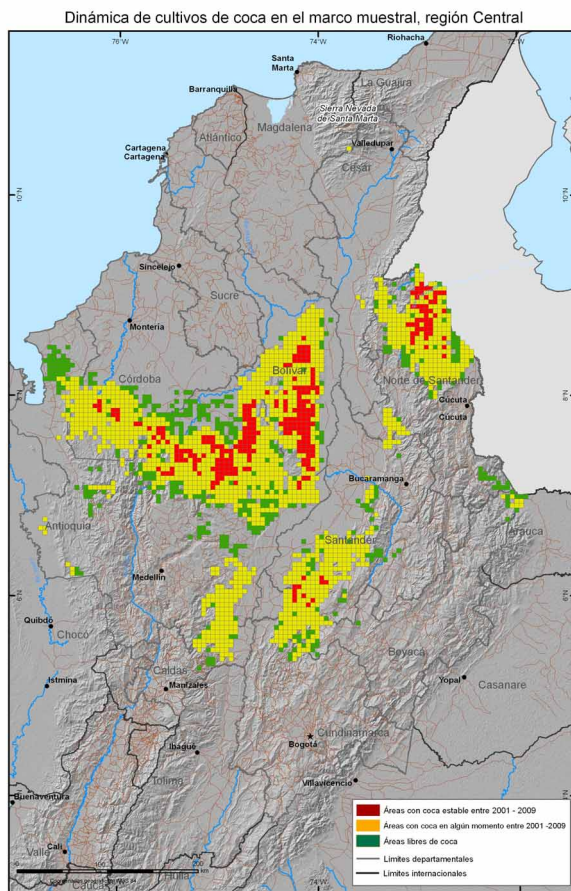 Dinámica de cultivos de coca en el marco muestral, región Central
76°W
74°W
72°W
Riohacha
Santa
Marta
La Guajira
Barranquilla
Sierra Nevada
de Santa Marta
Magdalena
Atlántico
Valledupar
Cartagena
Cartagena
Cesar
10°N
10°N
Sincelejo
Sucre
Montería
Córdoba
Bolívar
Norte de Santander
8°N
8°N
Cúcuta
Cúcuta
Bucaramanga
Antioquia
Santander
Arauca
Medellín
6°N
6°N
Quibdó
Chocó
Boyacá
Istmina
Caldas
Manizales
Yopal
Casanare
Cundinamarca
Bogotá
Ibagué
Tolima
Villavicencio
Buenaventura
Cali
Valle
Cauca
Huila
74°W
100
200
km
Áreas con coca estable entre 2001 - 2009
Áreas con coca en algún momento entre 2001 -2009
Áreas libres de coca
Límites departamentales
Límites internacionales